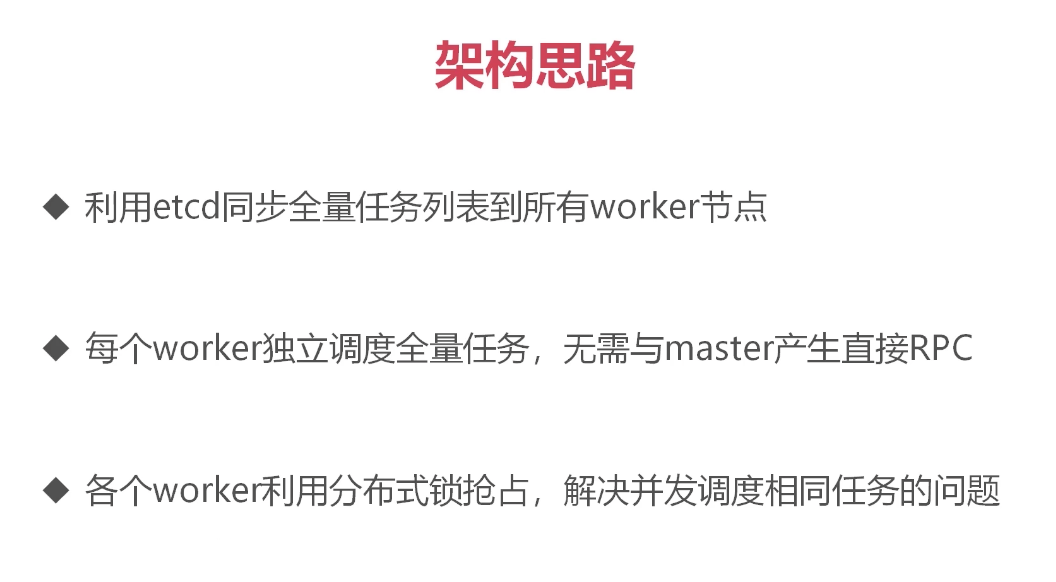 架构思路
◆ 利用etcd同步全量任务列表到所有worker节点
◆ 每个worker独立调度全量任务，无需与master产生直接RPC
◆ 各个worker利用分布式锁抢占，解决并发调度相同任务的问题